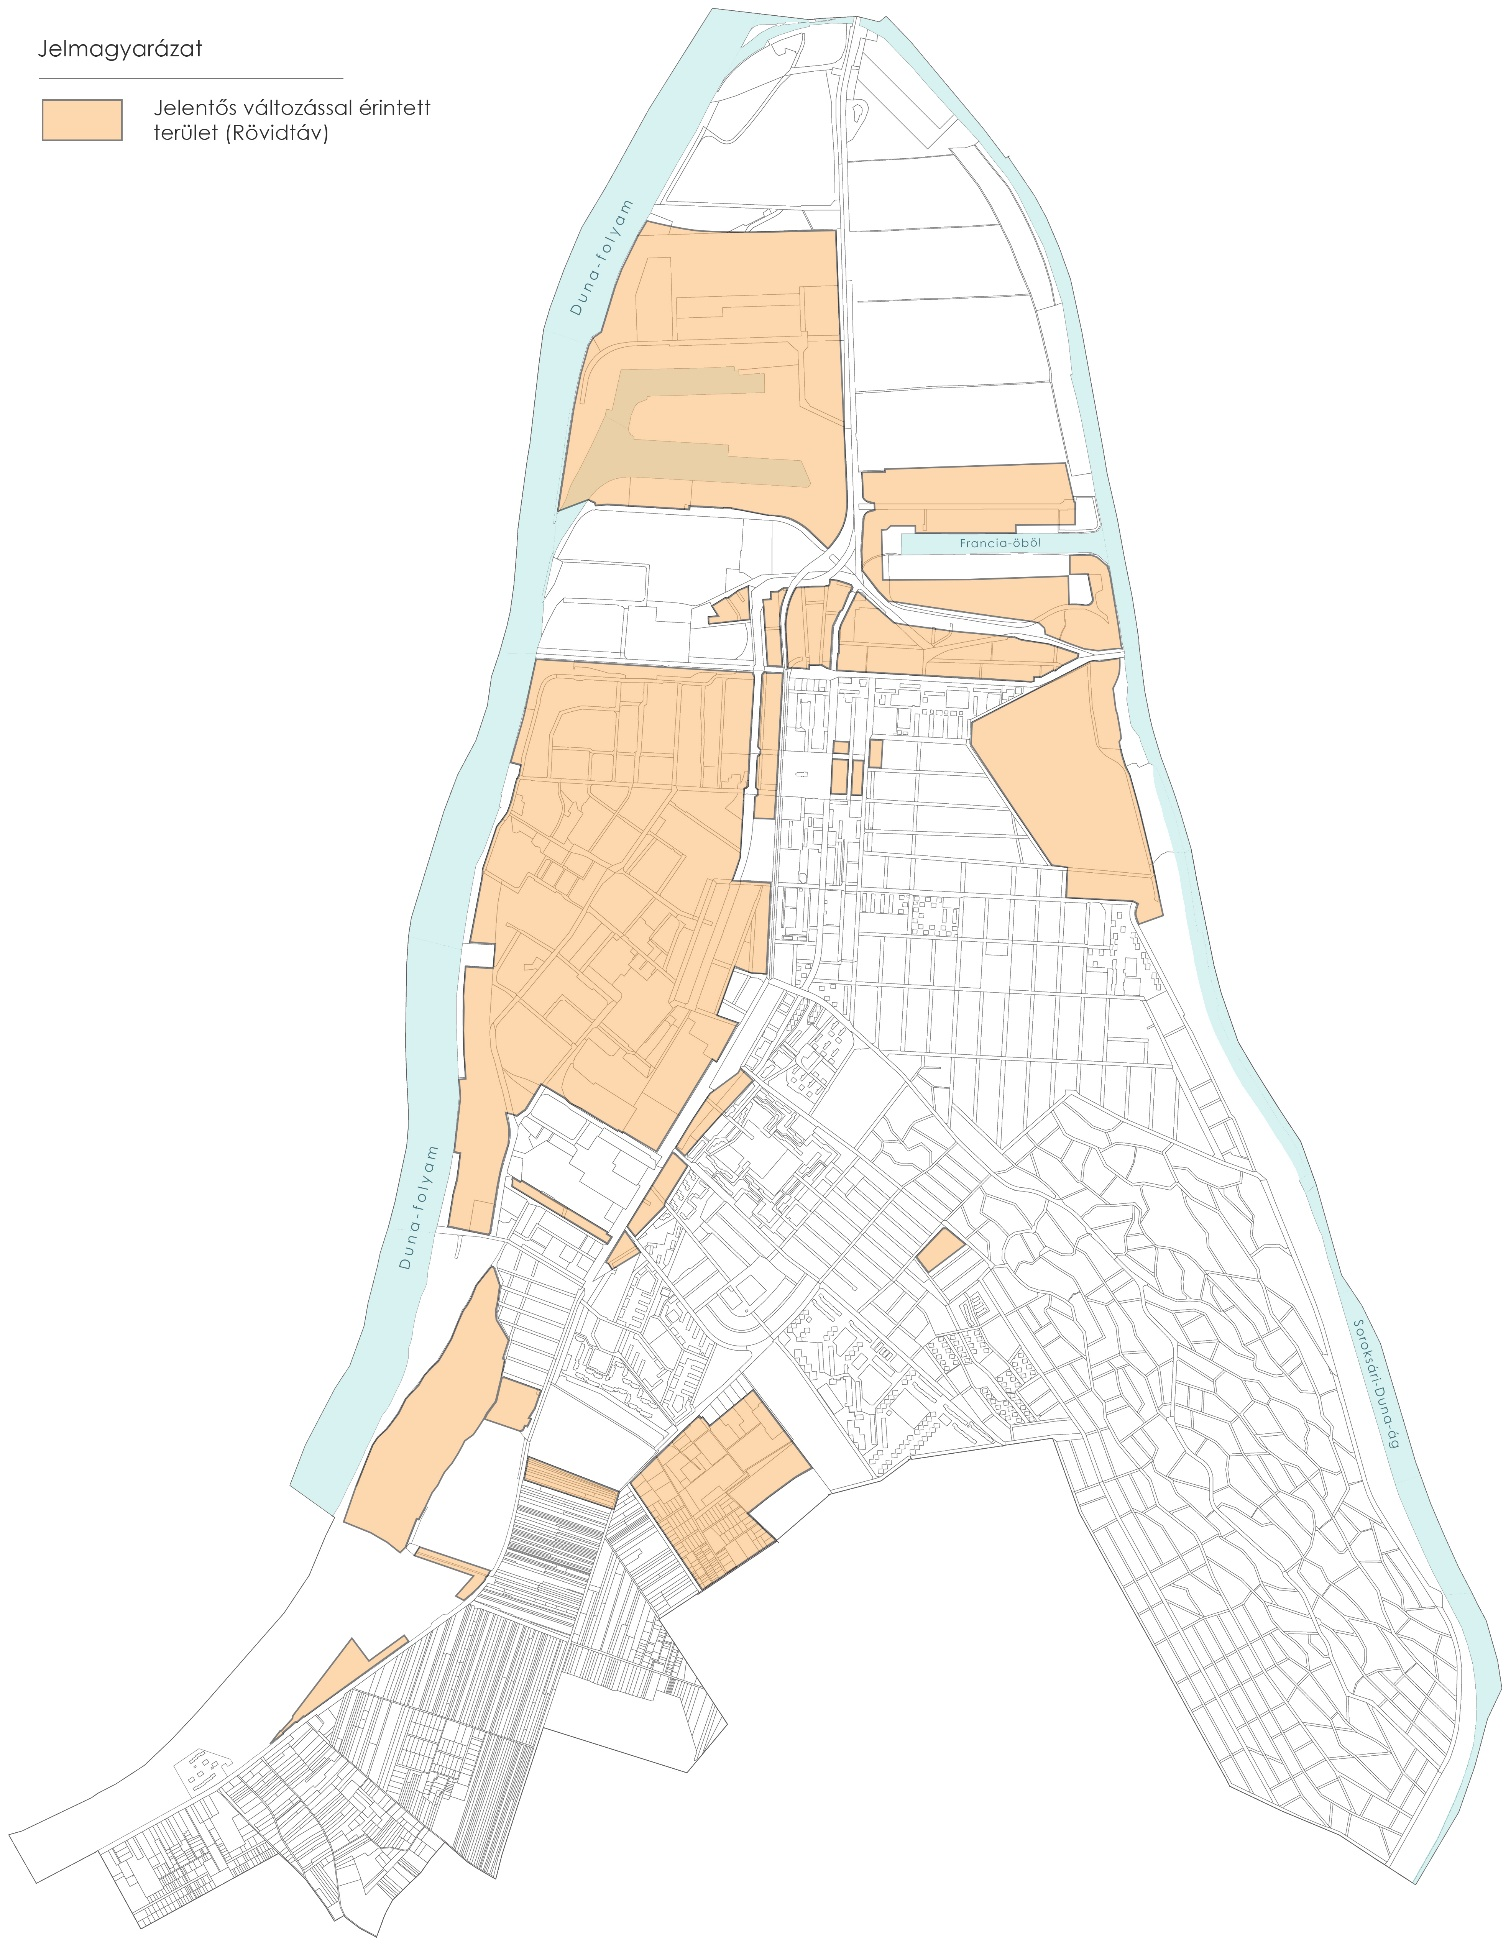 Jelmagyarázat
Jelentős változással érintett
terület (Rövidtáv)
Duna-folyam
Francia-öböl
Duna-folyam
Soroksári-Duna-ág